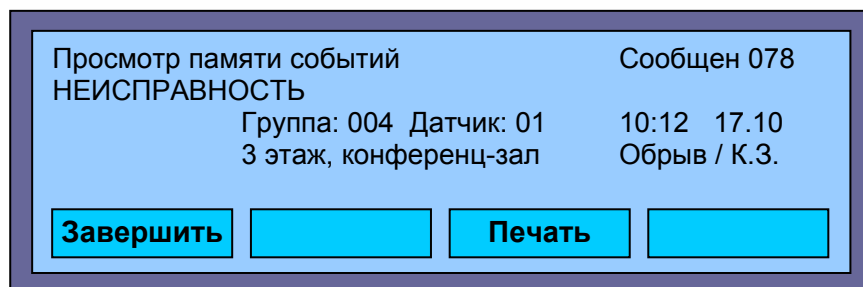 Просмотр памяти событий Сообщен 078
НЕИСПРАВНОСТЬ
Группа: 004 Датчик: 01 10:12 17.10
3 этаж, конференц-зал Обрыв / К.З.
Завершить Печать